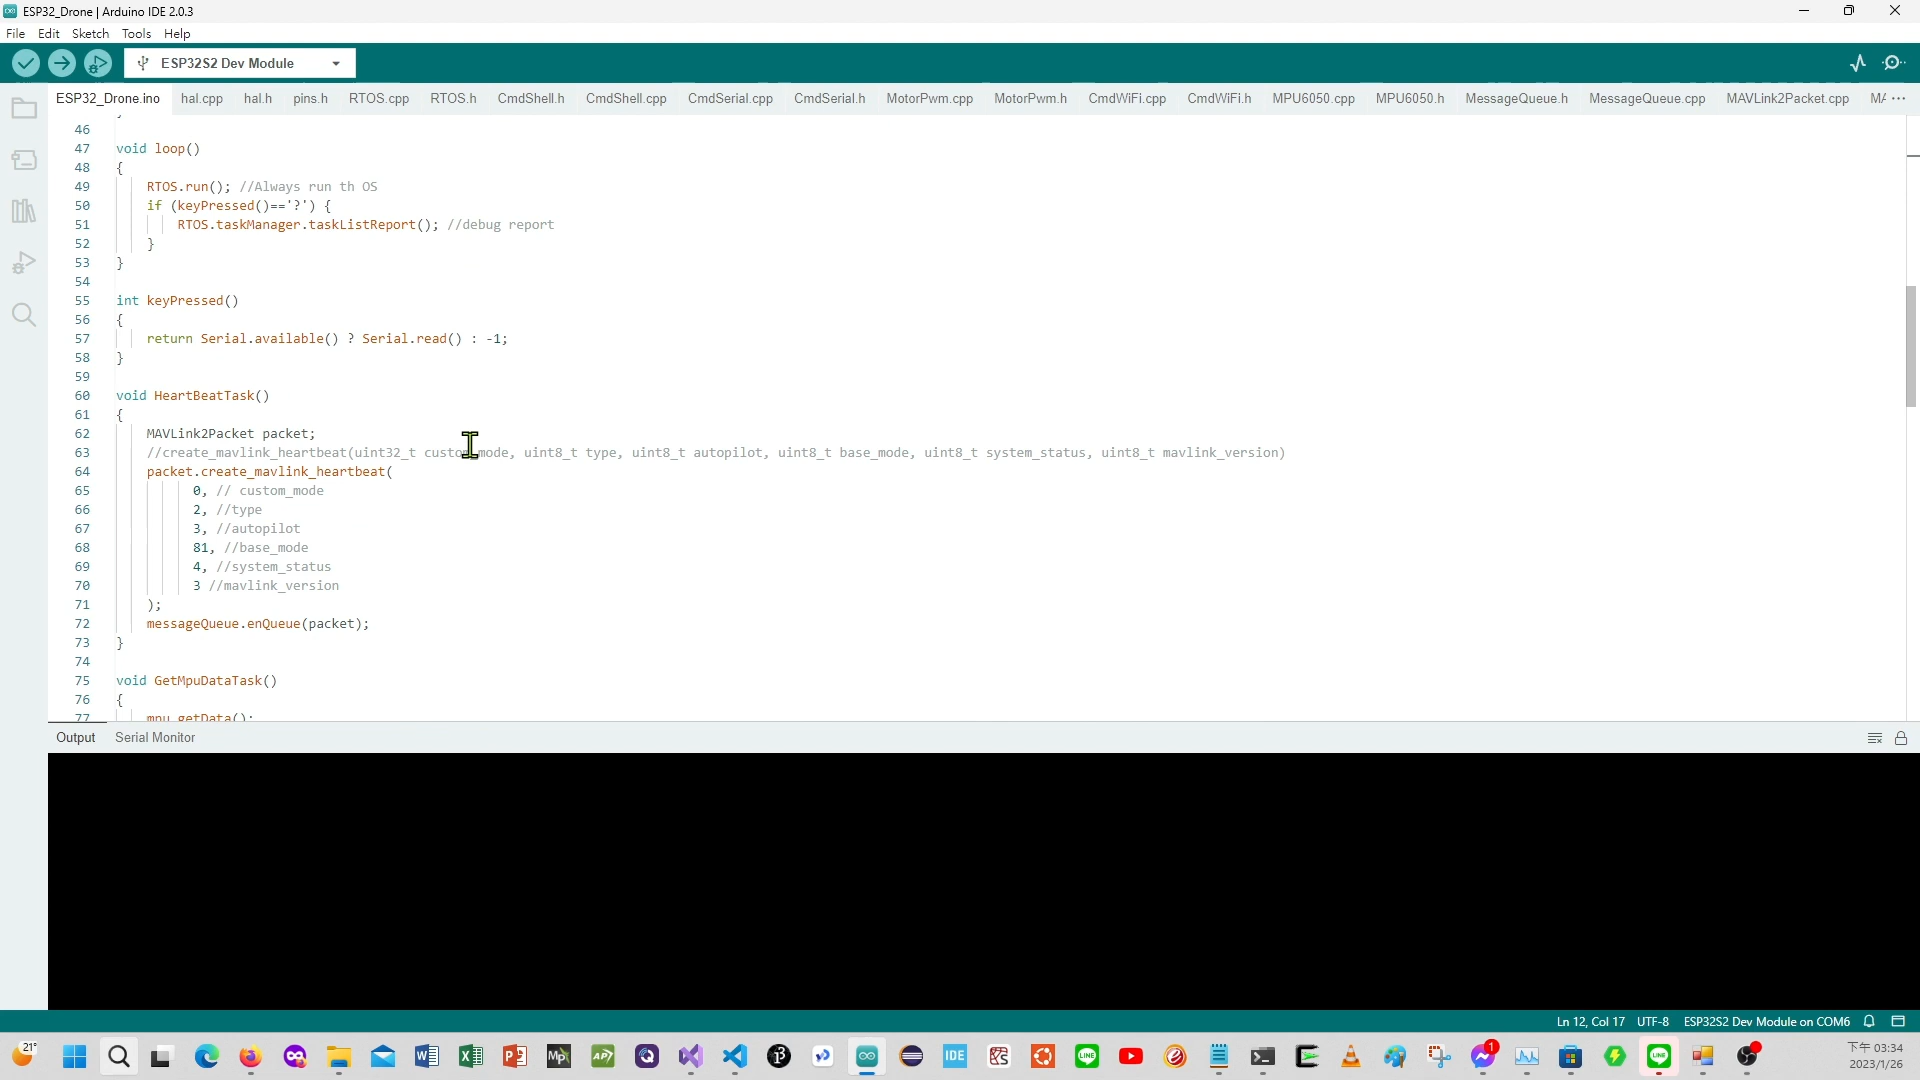 ESP32_Drone | Arduino IDE 2.0.3
File Edit Sketch Tools Help
ESP32S2 Dev Module
ESP32_Drone.ino hal.cpp hal.h pins.h RTOS.cpp RTOS.h CmdShell.h CmdShell.cpp CmdSerial.cpp CmdSerial.h MotorPwm.cpp MotorPwm.h CmdWiFi.cpp CmdWiFi.h MPU6050.cpp MPU6050.h MessageQueue.h MessageQueue.cpp MAVLink2Packet.cpp
46
47 void loop()
48 {
49 RTOS.run(); //Always run th OS
50 if (keyPressed()=='?') {
51 RTOS.taskManager.taskListReport(); //debug report
52 }
53 }
54
55 int keyPressed()
56 {
57 return Serial.available() ? Serial.read() : -1;
58 }
59
60 void HeartBeatTask()
61 {
62 MAVLink2Packet packet;
63 //create_mavlink_heartbeat(uint32_t custom_mode, uint8_t type, uint8_t autopilot, uint8_t base_mode, uint8_t system_status, uint8_t mavlink_version)
64 packet.create_mavlink_heartbeat(
65 0, // custom_mode
66 2, //type
67 3, //autopilot
68 81, //base_mode
69 4, //system_status
70 3 //mavlink_version
71 );
72 messageQueue.enQueue(packet);
73 }
74
75 void GetMpuDataTask()
76 {
77 mpu.getData();
Output Serial Monitor
Ln 12, Col 17 UTF-8 ESP32S2 Dev Module on COM6
21°
IDE
LINE
1
LINE
下午 03:34
2023/1/26